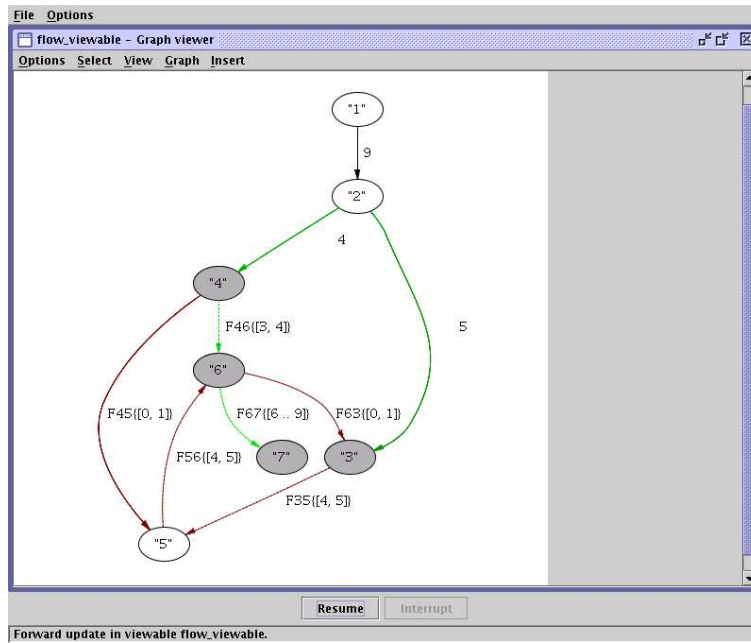 File Options
flow_viewable – Graph viewer
Options Select View Graph Insert
"1"
9
"2"
4
"4"
5
F46{[3, 4]}
"6"
F45{[0, 1]} F67{[6 .. 9]} F63{[0, 1]}
F56{[4, 5]} "7" "3"
F35{[4, 5]}
"5"
Resume Interrupt
Forward update in viewable flow_viewable.